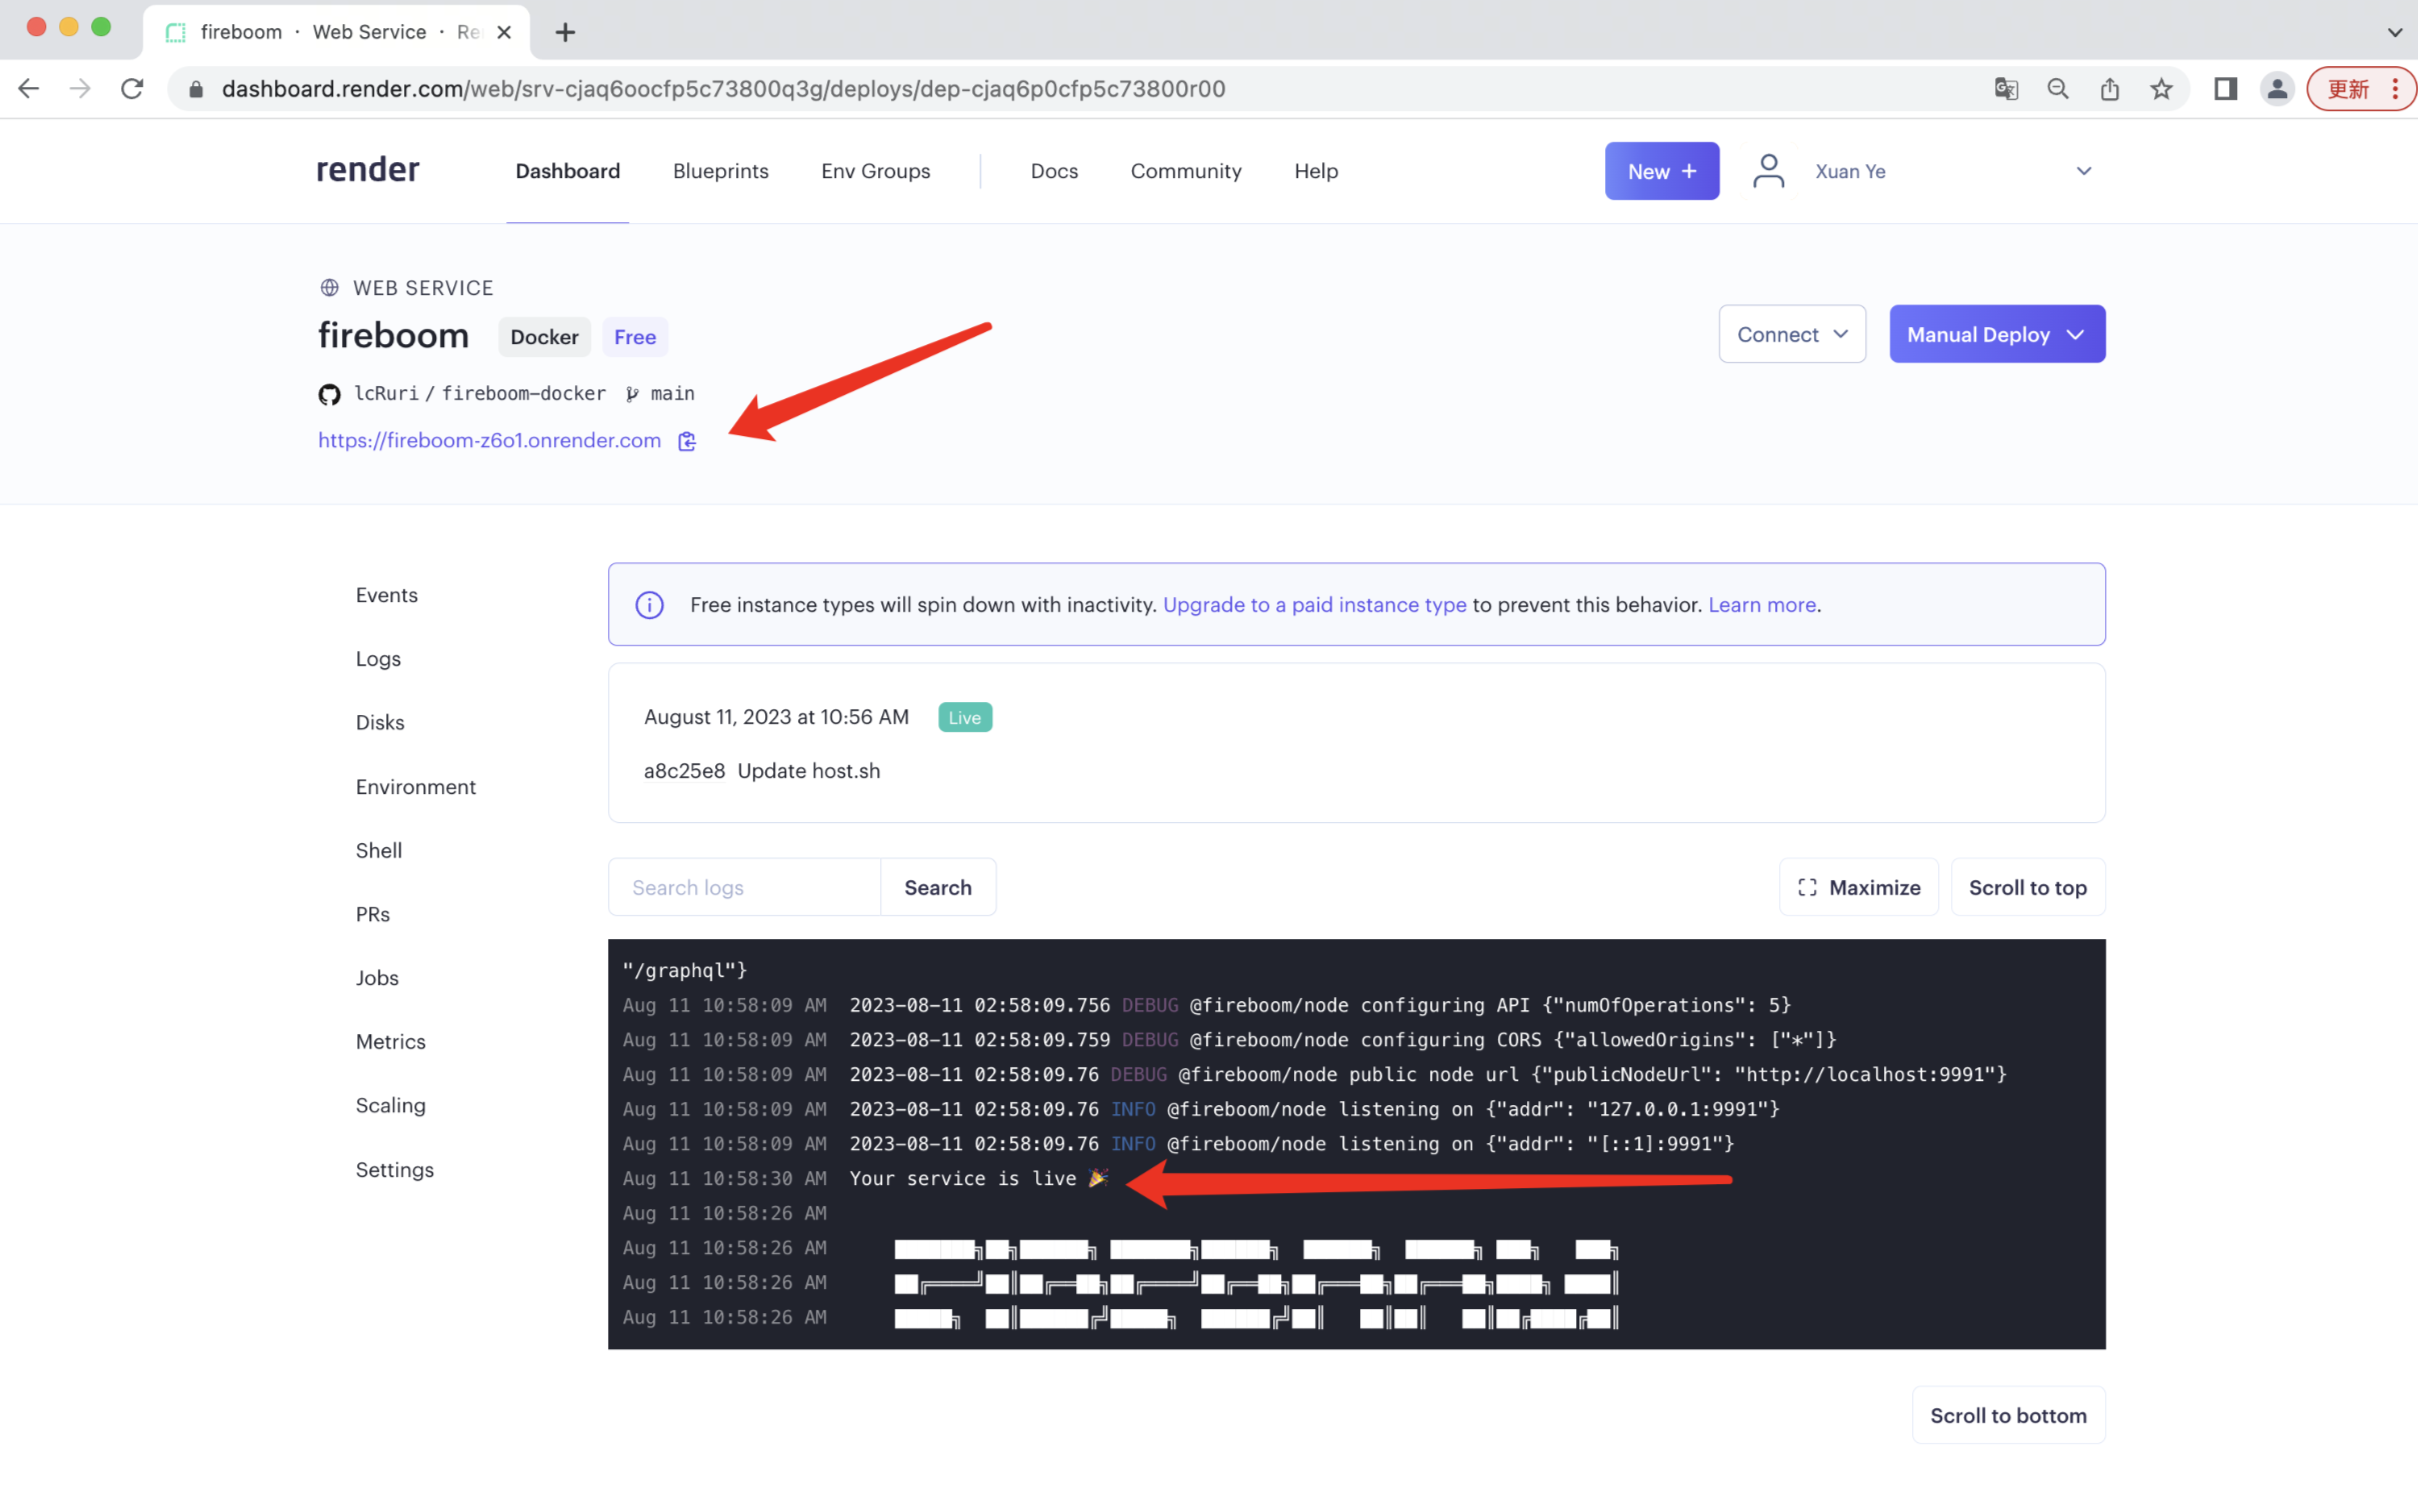 fireboom · Web Service · Re
dashboard.render.com/web/srv-cjaq6oocfp5c73800q3g/deploys/dep-cjaq6p0cfp5c73800r00
更新
render
Dashboard
Blueprints
Env Groups
Docs
Community
Help
New +
Xuan Ye
WEB SERVICE
fireboom Docker Free
Connect
Manual Deploy
lcRuri / fireboom-docker main
https://fireboom-z6o1.onrender.com
Events
Logs
Disks
Environment
Shell
PRs
Jobs
Metrics
Scaling
Settings
Free instance types will spin down with inactivity. Upgrade to a paid instance type to prevent this behavior. Learn more.
August 11, 2023 at 10:56 AM Live
a8c25e8 Update host.sh
Search logs
Search
Maximize
Scroll to top
"/graphql"}
Aug 11 10:58:09 AM 2023-08-11 02:58:09.756 DEBUG @fireboom/node configuring API {"numOfOperations": 5}
Aug 11 10:58:09 AM 2023-08-11 02:58:09.759 DEBUG @fireboom/node configuring CORS {"allowedOrigins": ["*"]}
Aug 11 10:58:09 AM 2023-08-11 02:58:09.76 DEBUG @fireboom/node public node url {"publicNodeUrl": "http://localhost:9991"}
Aug 11 10:58:09 AM 2023-08-11 02:58:09.76 INFO @fireboom/node listening on {"addr": "127.0.0.1:9991"}
Aug 11 10:58:09 AM 2023-08-11 02:58:09.76 INFO @fireboom/node listening on {"addr": "[::1]:9991"}
Aug 11 10:58:30 AM Your service is live 🎉
Aug 11 10:58:26 AM
Aug 11 10:58:26 AM
Aug 11 10:58:26 AM
Aug 11 10:58:26 AM
Scroll to bottom